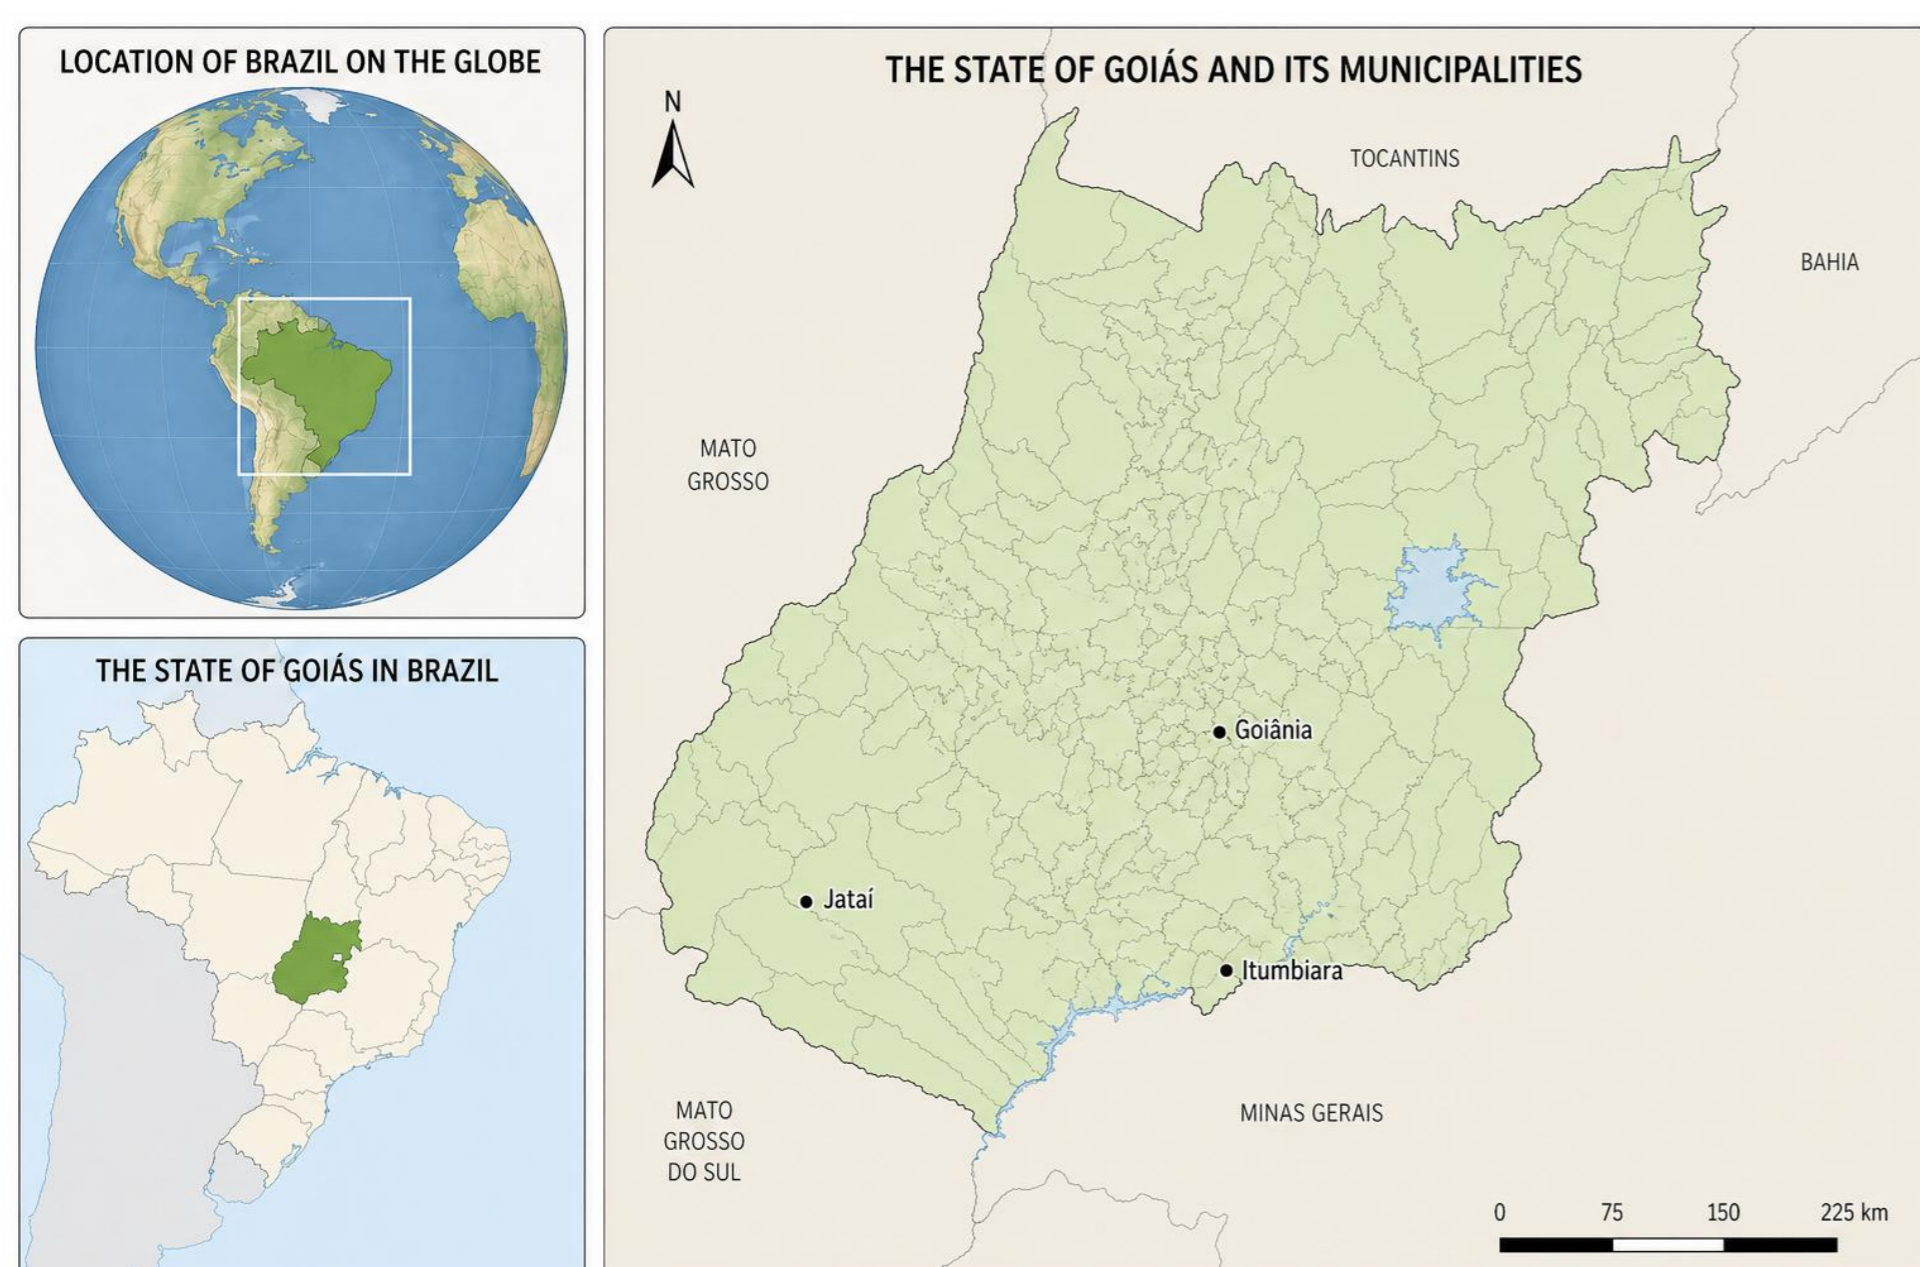 LOCATION OF BRAZIL ON THE GLOBE
THE STATE OF GOIÁS IN BRAZIL
THE STATE OF GOIÁS AND ITS MUNICIPALITIES
N
TOCANTINS
BAHIA
MATO
GROSSO
Goiânia
Jataí
Itumbiara
MATO
GROSSO
DO SUL
MINAS GERAIS
0 75 150 225 km